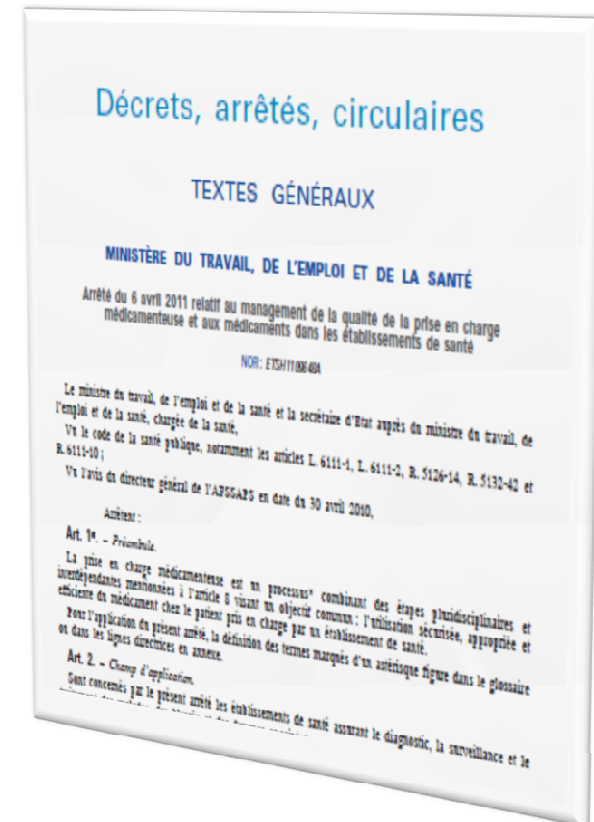 Décrets, arrêtés, circulaires
TEXTES GÉNÉRAUX
MINISTÈRE DU TRAVAIL, DE L'EMPLOI ET DE LA SANTÉ
Arrêté du 6 avril 2011 relatif au management de la qualité de la prise en charge
médicamenteuse et aux médicaments dans les établissements de santé
NOR : ETSH1109848A
Le ministre du travail, de l'emploi et de la santé et la secrétaire d'Etat auprès du ministre du travail, de
l'emploi et de la santé, chargée de la santé,
Vu le code de la santé publique, notamment les articles L. 6111-1, L. 6111-2, R. 5126-14, R. 5132-42 et
R. 6111-10 ;
Vu l'avis du directeur général de l'AFSSAPS en date du 30 avril 2010,
Arrêtent :
Art. 1er. – Préambule.
La prise en charge médicamenteuse est un processus* combinant des étapes pluridisciplinaires et
interdépendantes mentionnées à l'article 8 visant un objectif commun : l'utilisation sécurisée, appropriée et
efficiente du médicament chez le patient pris en charge par un établissement de santé.
Pour l'application du présent arrêté, la définition des termes marqués d'un astérisque figure dans le glossaire
ou dans les lignes directrices en annexe.
Art. 2. – Champ d'application.
Sont concernés par le présent arrêté les établissements de santé assurant le diagnostic, la surveillance et le